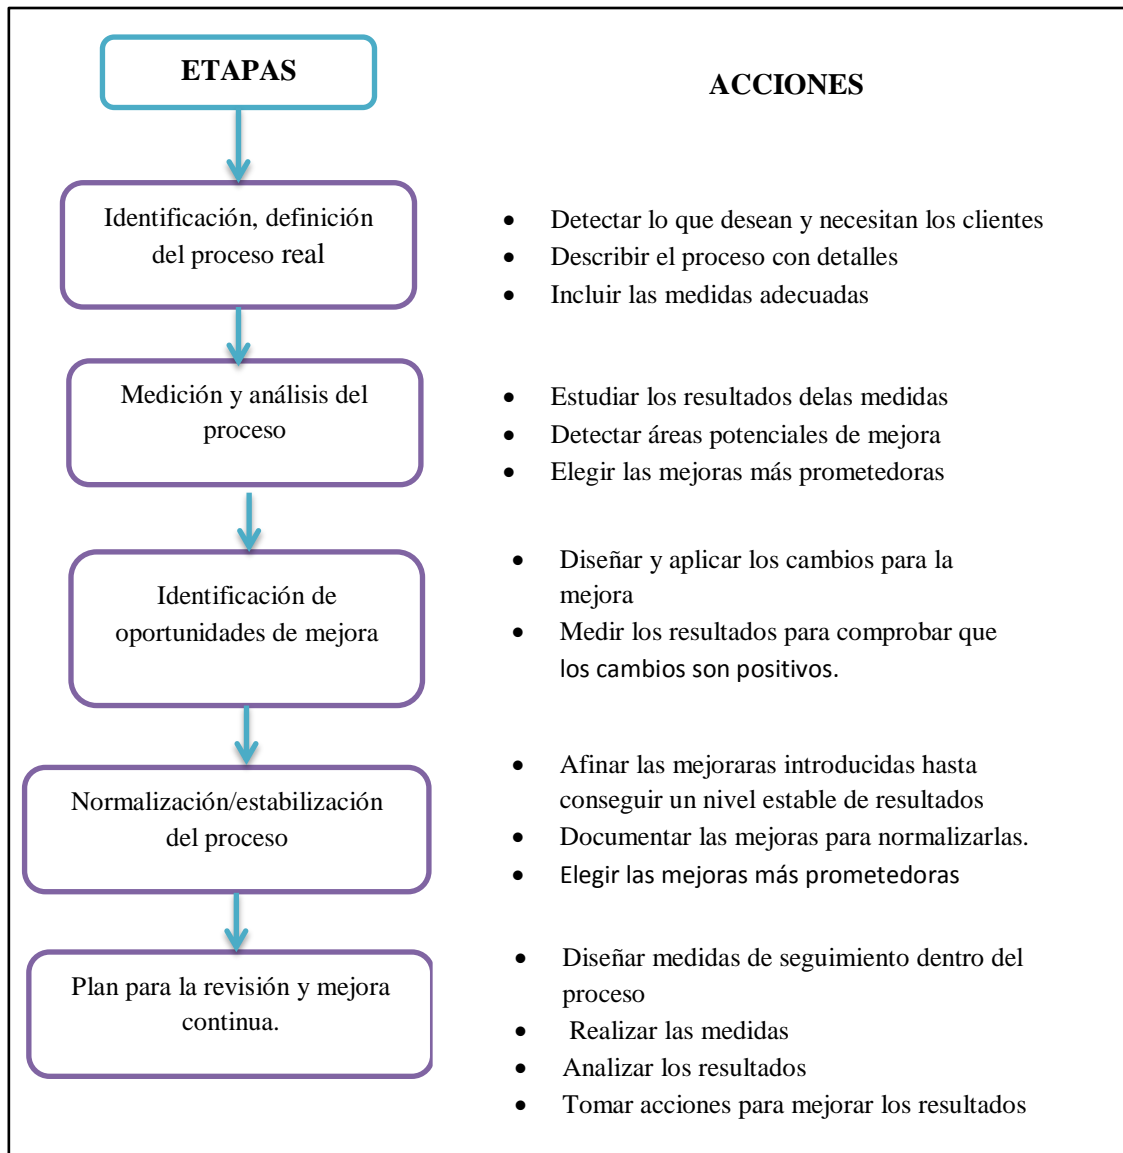 ETAPAS
ACCIONES
Identificación, definición
del proceso real
• Detectar lo que desean y necesitan los clientes
• Describir el proceso con detalles
• Incluir las medidas adecuadas
Medición y análisis del
proceso
• Estudiar los resultados delas medidas
• Detectar áreas potenciales de mejora
• Elegir las mejoras más prometedoras
Identificación de
oportunidades de mejora
• Diseñar y aplicar los cambios para la
mejora
• Medir los resultados para comprobar que
los cambios son positivos.
Normalización/estabilización
del proceso
• Afinar las mejoraras introducidas hasta
conseguir un nivel estable de resultados
• Documentar las mejoras para normalizarlas.
• Elegir las mejoras más prometedoras
Plan para la revisión y mejora
continua.
• Diseñar medidas de seguimiento dentro del
proceso
• Realizar las medidas
• Analizar los resultados
• Tomar acciones para mejorar los resultados